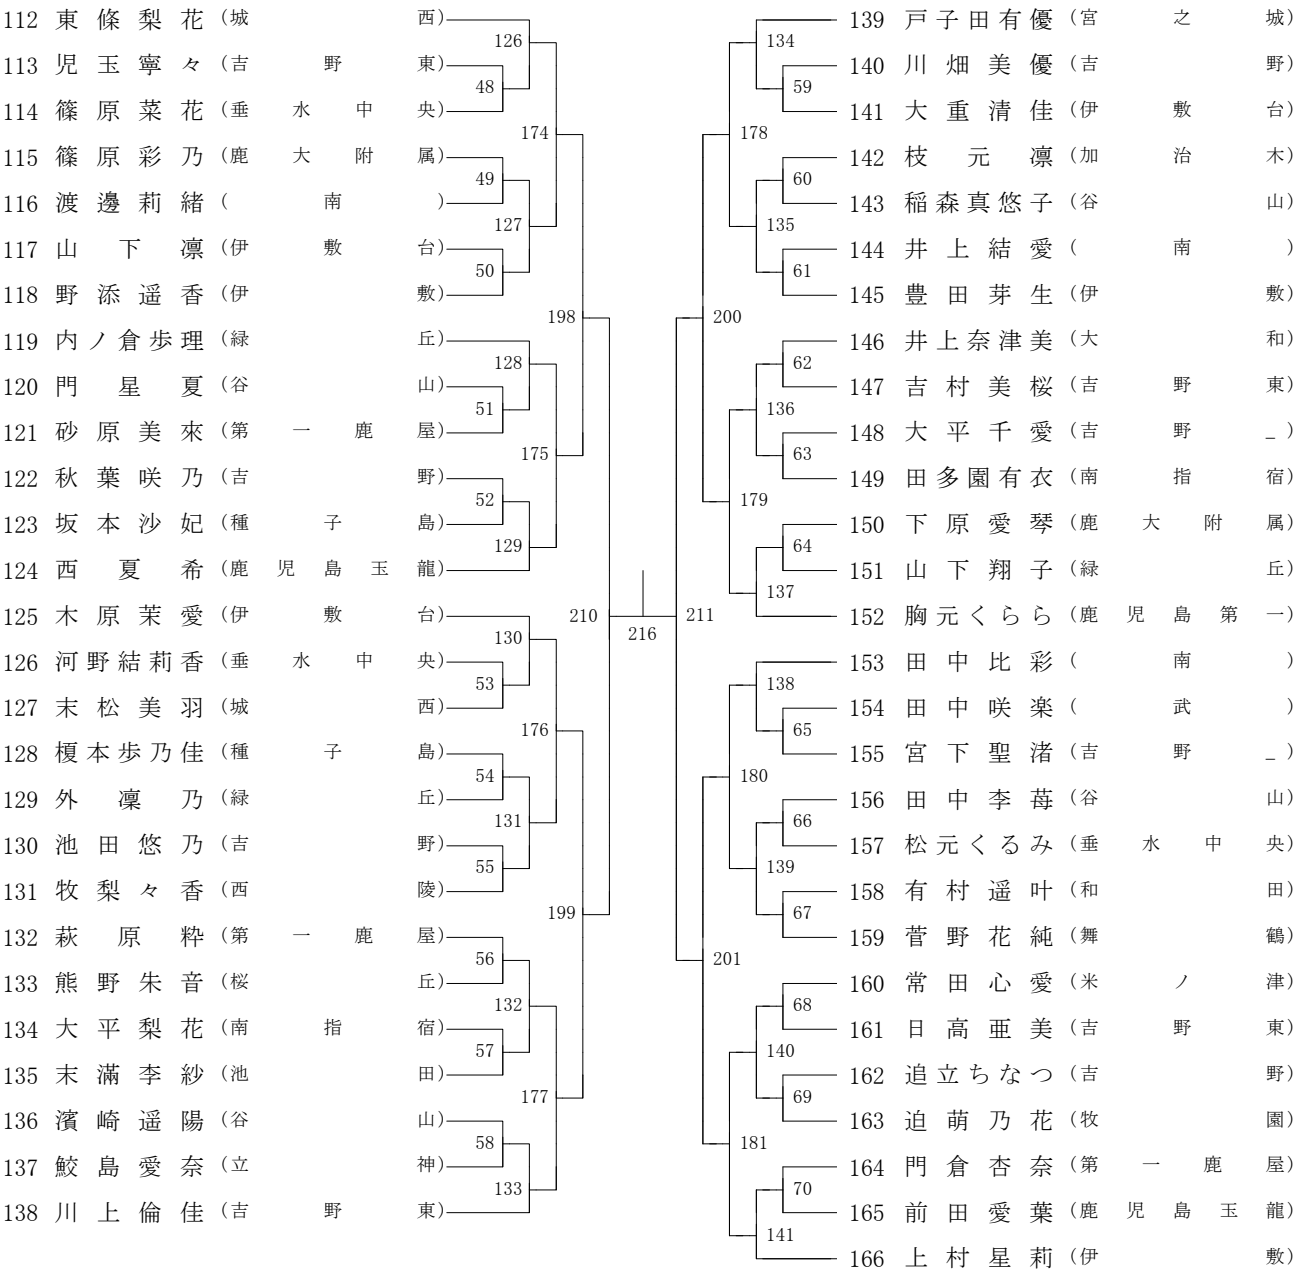 112 東條梨花 (城西)
113 児玉寧々 (吉野東)
114 篠原菜花 (垂水中央)
115 篠原彩乃 (鹿大附属)
116 渡邊莉緒 (南)
117 山下凛 (伊敷台)
118 野添遥香 (伊敷)
119 内ノ倉歩理 (緑丘)
120 門星夏 (谷山)
121 砂原美來 (第一鹿屋)
122 秋葉咲乃 (吉野)
123 坂本沙妃 (種子島)
124 西夏希 (鹿児島玉龍)
125 木原茉愛 (伊敷台)
126 河野結莉香 (垂水中央)
127 末松美羽 (城西)
128 榎本歩乃佳 (種子島)
129 外凜乃 (緑丘)
130 池田悠乃 (吉野)
131 牧梨々香 (西陵)
132 萩原粋 (第一鹿屋)
133 熊野朱音 (桜丘)
134 大平梨花 (南指宿)
135 末満李紗 (池田)
136 濱崎遥陽 (谷山)
137 鮫島愛奈 (立神)
138 川上倫佳 (吉野東)
126
48
174
49
127
50
198
128
51
175
52
129
210
130
53
176
54
131
55
199
56
132
57
177
58
133
216
211
134
59
178
60
135
61
200
62
136
63
179
64
137
138
65
180
66
139
67
201
68
140
69
181
70
141
139 戸子田有優 (宮之城)
140 川畑美優 (吉野)
141 大重清佳 (伊敷台)
142 枝元凛 (加治木)
143 稲森真悠子 (谷山)
144 井上結愛 (南)
145 豊田芽生 (伊敷)
146 井上奈津美 (大和)
147 吉村美桜 (吉野東)
148 大平千愛 (吉野_)
149 田多園有衣 (南指宿)
150 下原愛琴 (鹿大附属)
151 山下翔子 (緑丘)
152 胸元くらら (鹿児島第一)
153 田中比彩 (南)
154 田中咲楽 (武)
155 宮下聖渚 (吉野_)
156 田中李苺 (谷山)
157 松元くるみ (垂水中央)
158 有村遥叶 (和田)
159 菅野花純 (舞鶴)
160 常田心愛 (米ノ津)
161 日高亜美 (吉野東)
162 追立ちなつ (吉野)
163 迫萌乃花 (牧園)
164 門倉杏奈 (第一鹿屋)
165 前田愛葉 (鹿児島玉龍)
166 上村星莉 (伊敷)